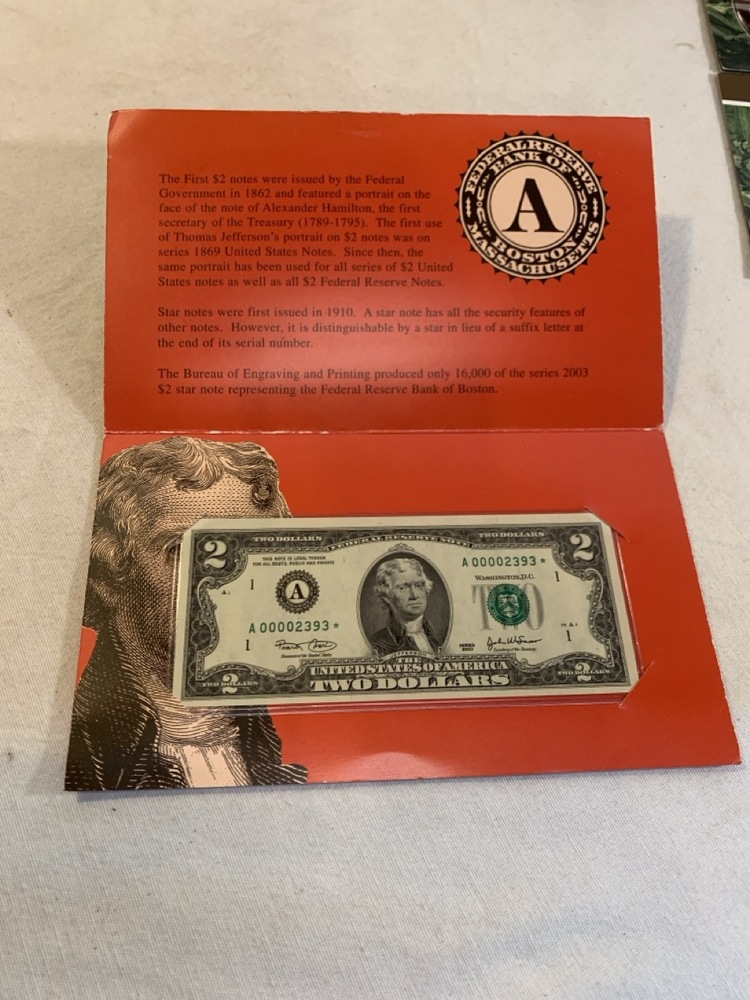 The First $2 notes were issued by the Federal
Government in 1862 and featured a portrait on the
face of the note of Alexander Hamilton, the first
secretary of the Treasury (1789-1795). The first use
of Thomas Jefferson's portrait on $2 notes was on
series 1869 United States Notes. Since then, the
same portrait has been used for all series of $2 United
States notes as well as all $2 Federal Reserve Notes.
FEDERAL RESERVE
BANK OF
A
BOSTON
MASSACHUSETTS
Star notes were first issued in 1910. A star note has all the security features of
other notes. However, it is distinguishable by a star in lieu of a suffix letter at
the end of its serial number.
The Bureau of Engraving and Printing produced only 16,000 of the series 2003
$2 star note representing the Federal Reserve Bank of Boston.
2
TWO DOLLARS
FEDERAL RESERVE NOTE
TWO DOLLARS
2
THIS NOTE IS LEGAL TENDER
FOR ALL DEBTS, PUBLIC AND PRIVATE
A 00002393 *
1
1
WASHINGTON, D.C.
A
A 00002393 *
1
SERIES
2003
1
THE
UNITED STATES OF AMERICA
TWO DOLLARS
2
TWO DOLLARS
2
TWO DOLLARS